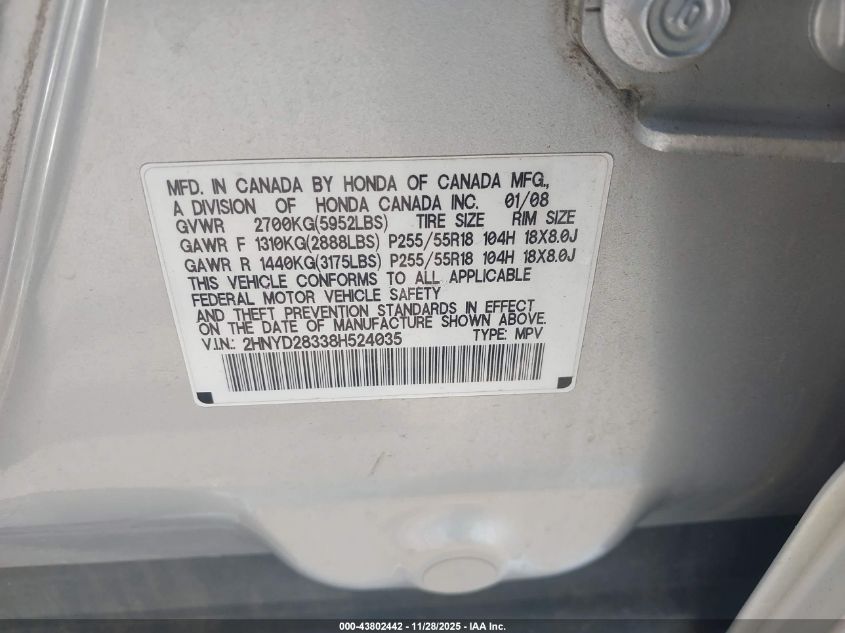 10
MFD. IN CANADA BY HONDA OF CANADA MFG.,
A DIVISION OF HONDA CANADA INC. 01/08
GVWR 2700KG(5952LBS) TIRE SIZE RIM SIZE
GAWR F 1310KG(2888LBS) P255/55R18 104H 18X8.0J
GAWR R 1440KG(3175LBS) P255/55R18 104H 18X8.0J
THIS VEHICLE CONFORMS TO ALL APPLICABLE
FEDERAL MOTOR VEHICLE SAFETY
AND THEFT PREVENTION STANDARDS IN EFFECT
ON THE DATE OF MANUFACTURE SHOWN ABOVE.
V.I.N.: 2HNYD28338H524035 TYPE: MPV
000-43802442 - 11/28/2025 - IAA Inc.